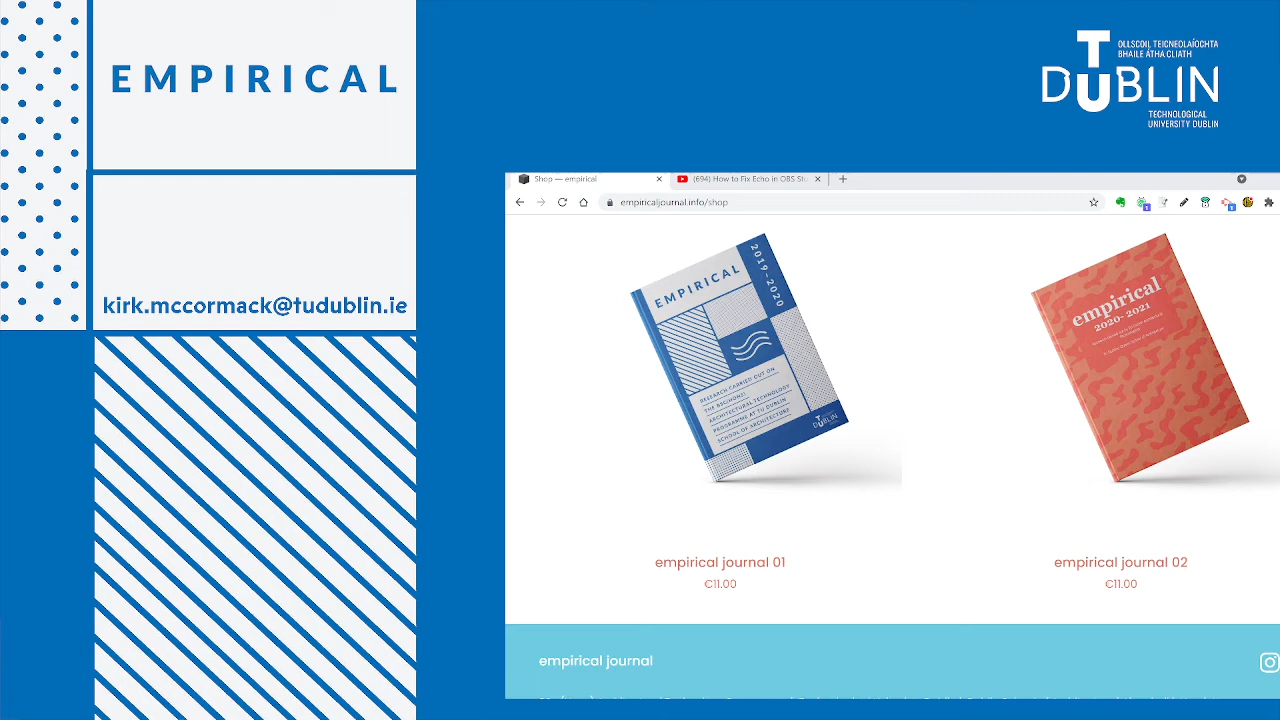 EMPIRICAL
kirk.mccormack@tudublin.ie
OLLSCOIL TEICNEOLAÍOCHTA
BHAILE ÁTHA CLIATH
TU DUBLIN
TECHNOLOGICAL
UNIVERSITY DUBLIN
Shop — empirical
(694) How to Fix Echo in OBS St
empiricaljournal.info/shop
EMPIRICAL
2019-2020
RESEARCH CARRIED OUT ON
THE BSC(HONS)
ARCHITECTURAL TECHNOLOGY
PROGRAMME AT TU DUBLIN
SCHOOL OF ARCHITECTURE
TU DUBLIN
empirical
2020- 2021
empirical journal 01
€11.00
empirical journal 02
€11.00
empirical journal